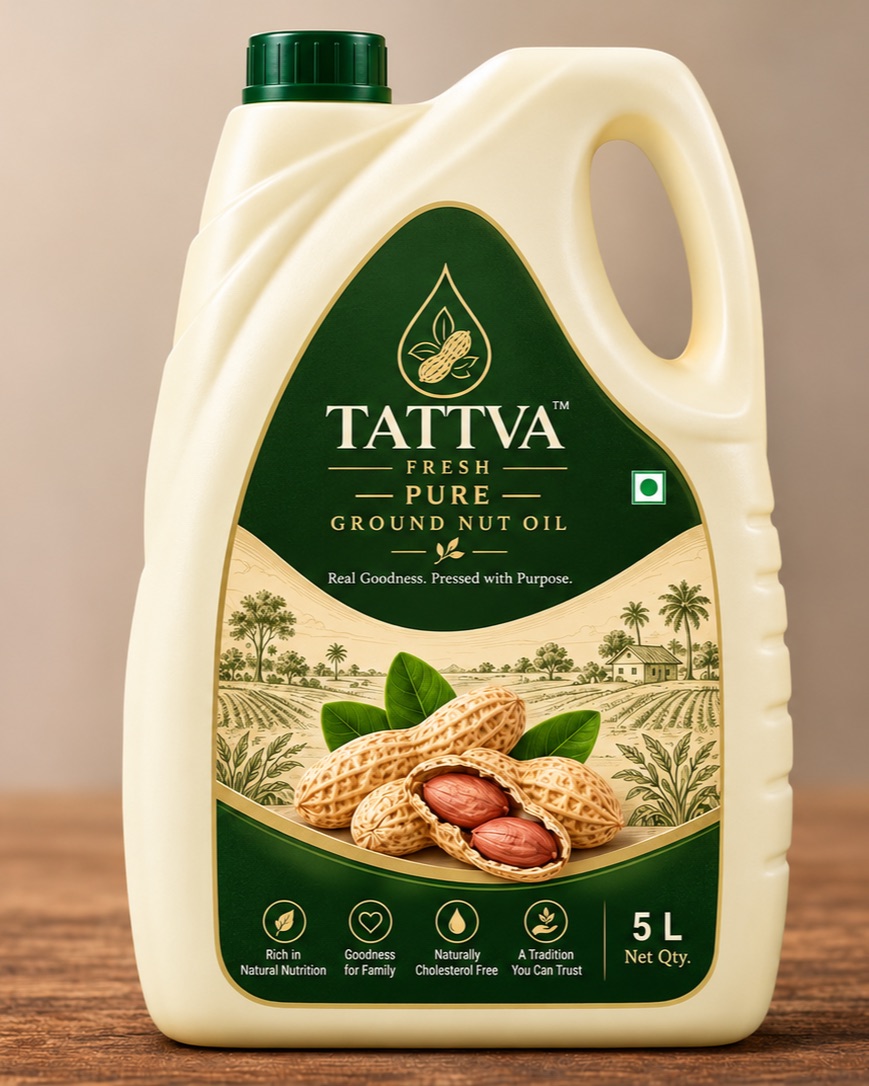 TATTVA™
FRESH
PURE
GROUND NUT OIL
Real Goodness. Pressed with Purpose.
Rich in
Natural Nutrition
Goodness
for Family
Naturally
Cholesterol Free
A Tradition
You Can Trust
5 L
Net Qty.